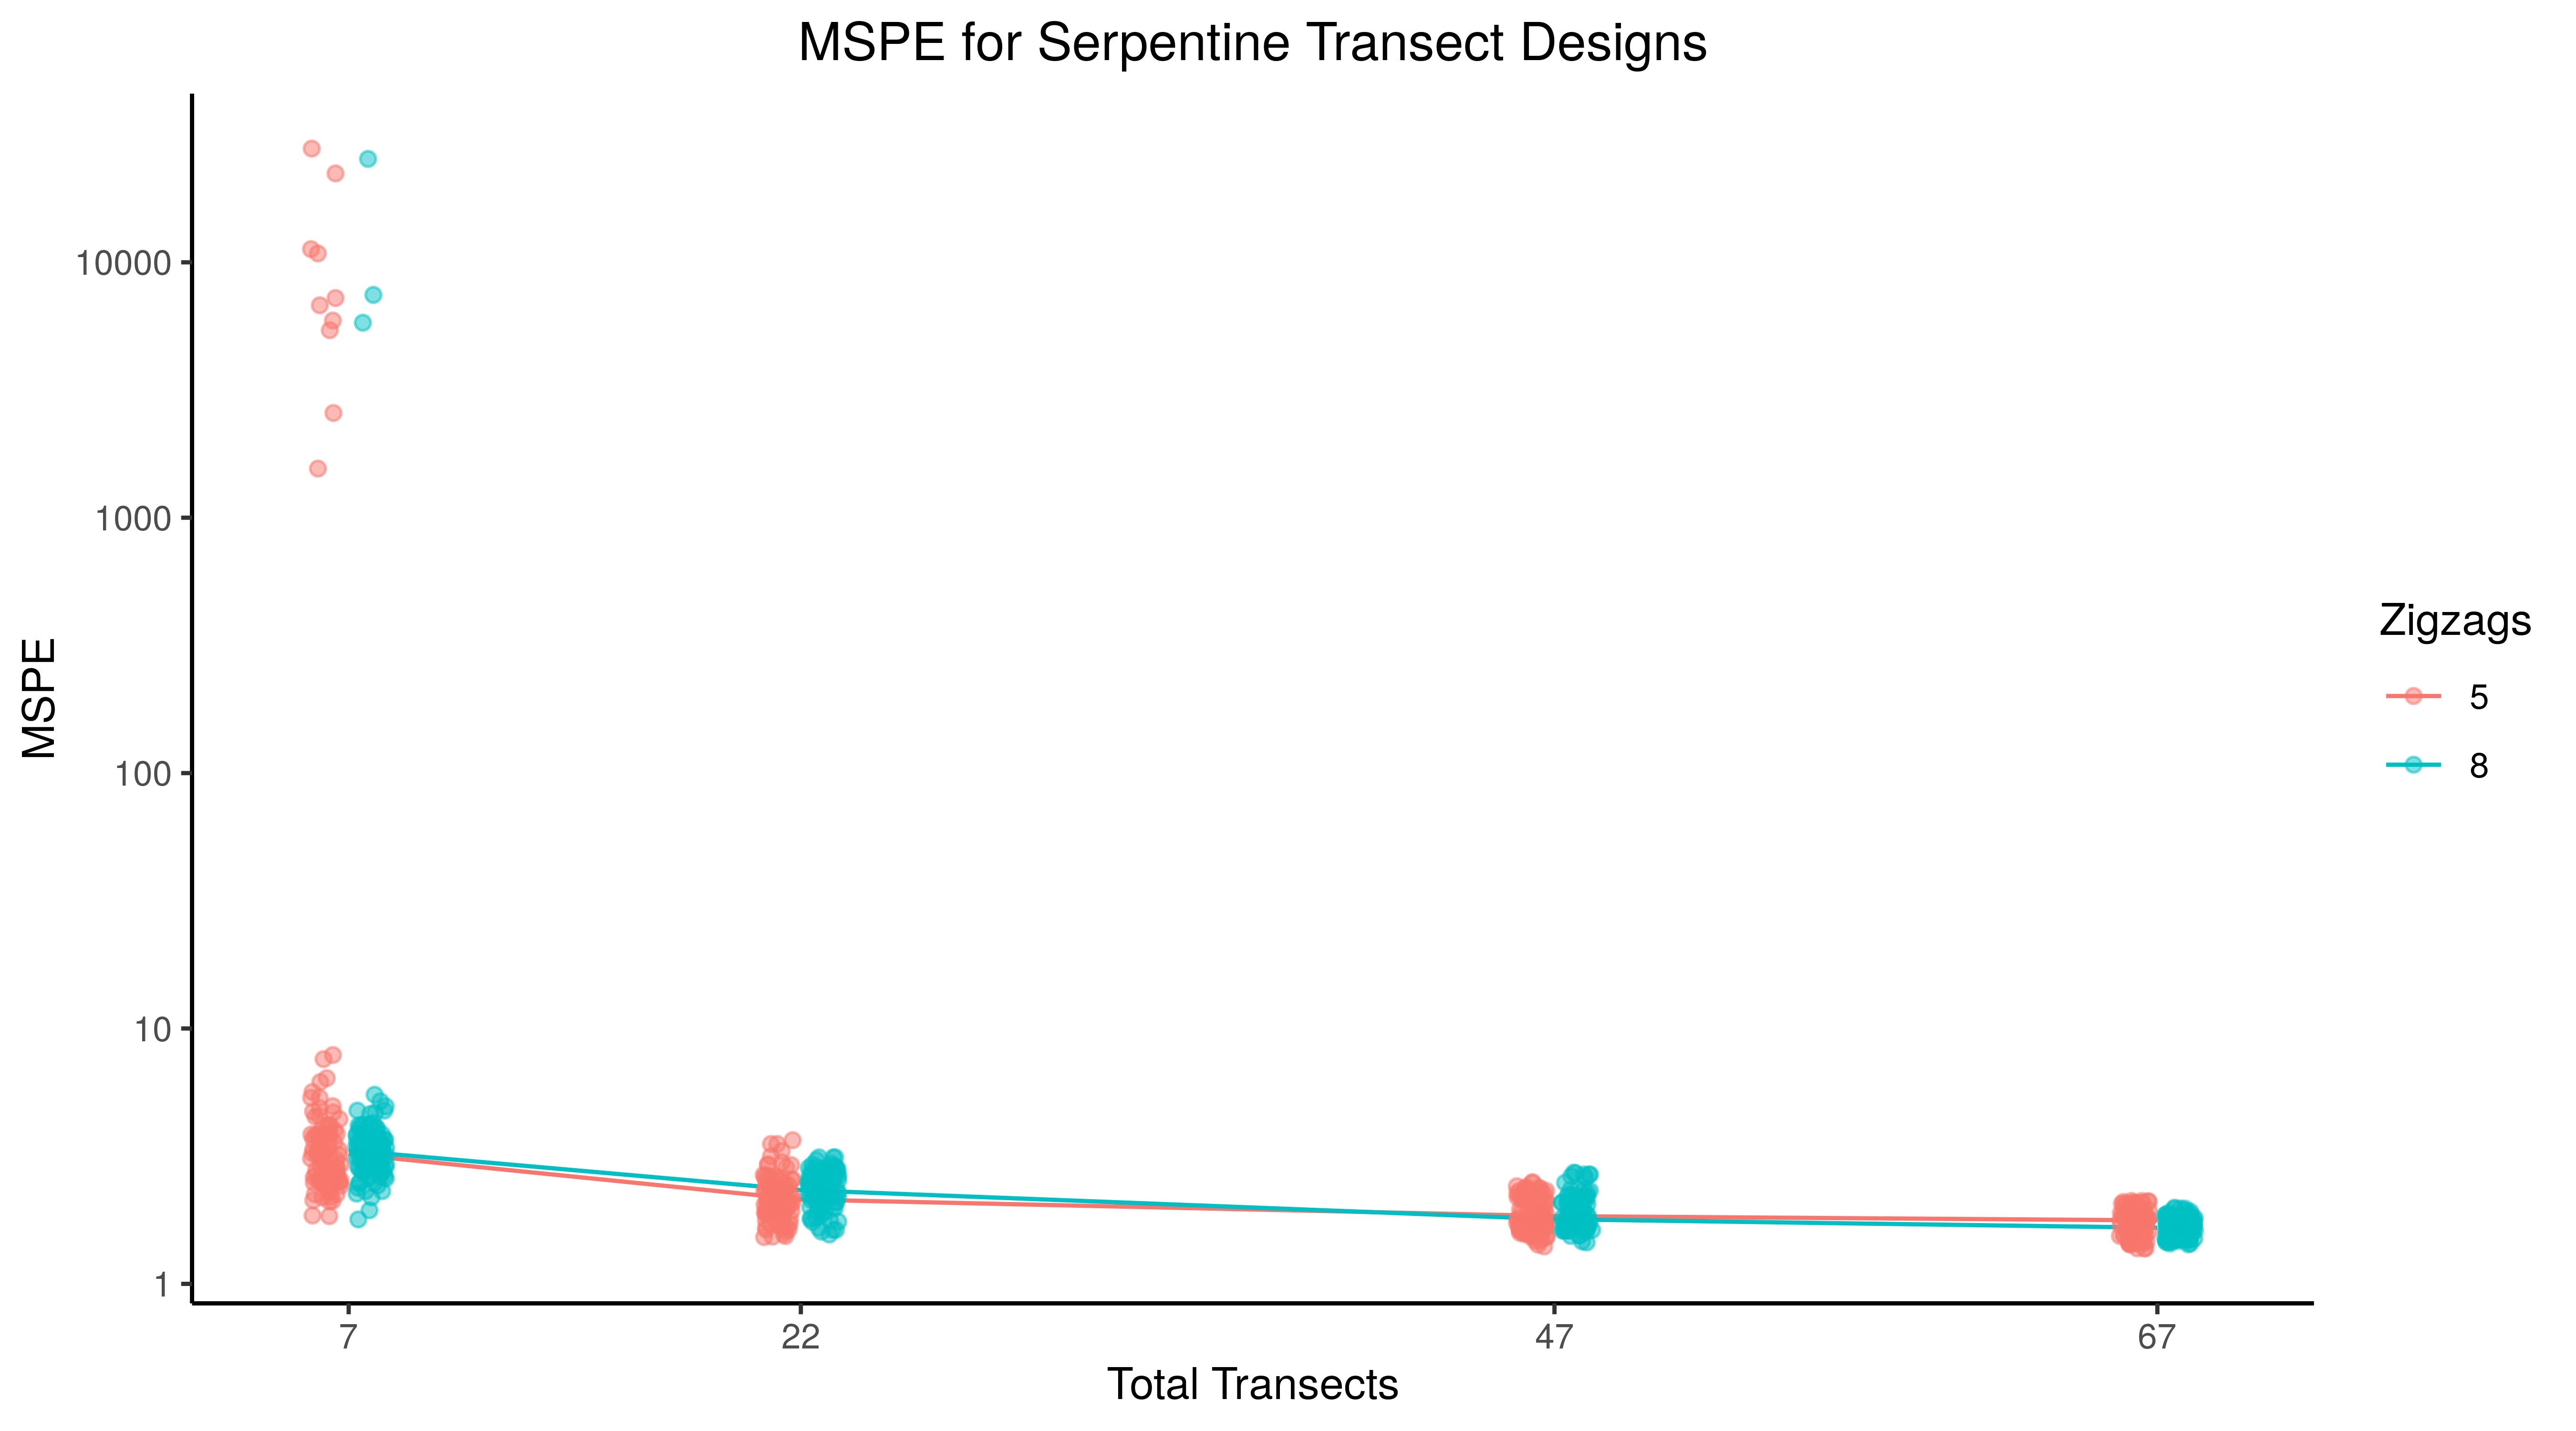 MSPE for Serpentine Transect Designs
MSPE
10000
1000
100
10
1
7 22 47 67
Total Transects
Zigzags
5
8